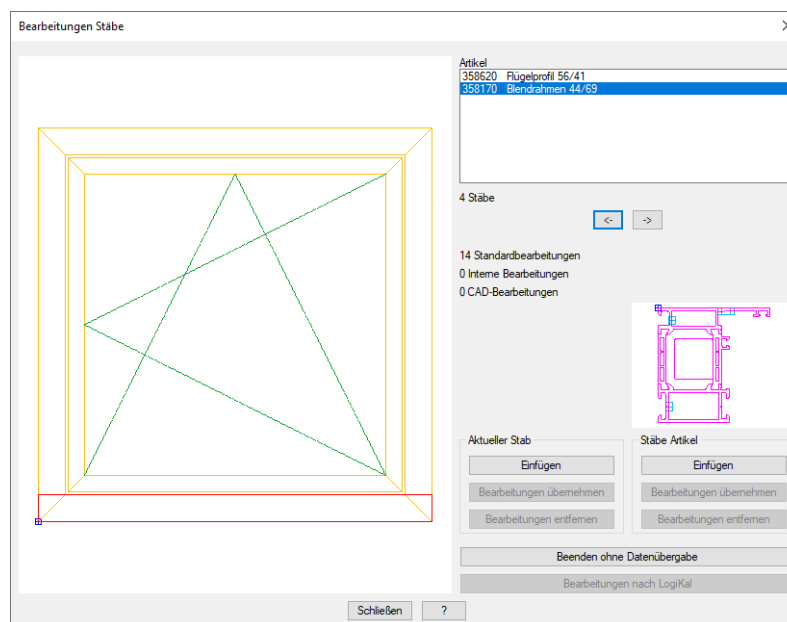 Bearbeitungen Stäbe
Artikel
358620 Flügelprofil 56/41
358170 Blendrahmen 44/69
4 Stäbe
<- ->
14 Standardbearbeitungen
0 Interne Bearbeitungen
0 CAD-Bearbeitungen
Aktueller Stab Stäbe Artikel
Einfügen Einfügen
Bearbeitungen übernehmen Bearbeitungen übernehmen
Bearbeitungen entfernen Bearbeitungen entfernen
Beenden ohne Datenübergabe
Bearbeitungen nach LogiKal
Schließen ?